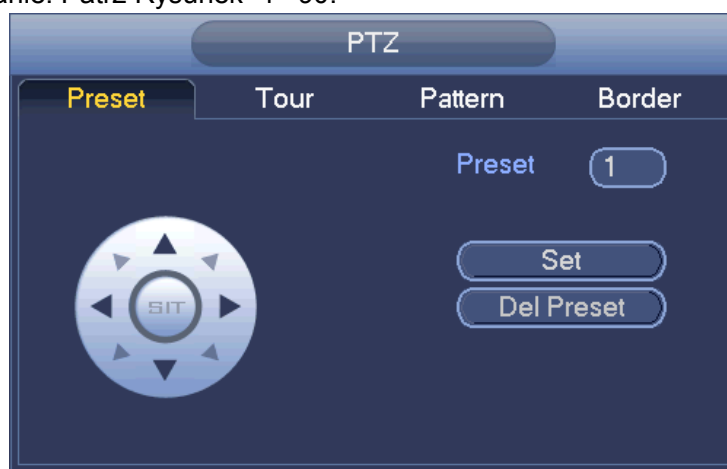 PTZ
Preset Tour Pattern Border
Preset 1
Set
SIT
Del Preset